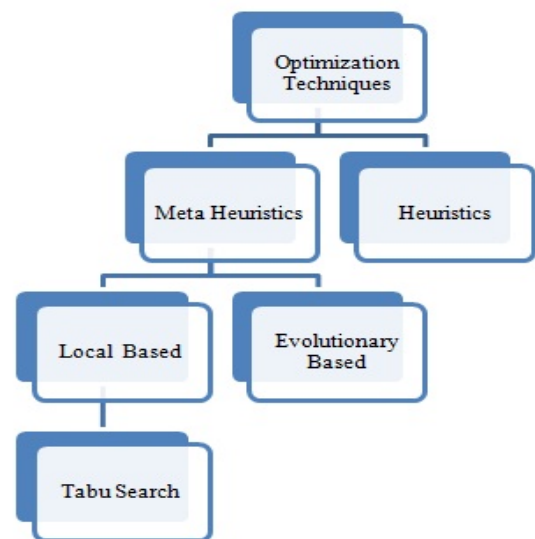 Optimization
Techniques
Meta Heuristics
Heuristics
Local Based
Evolutionary
Based
Tabu Search